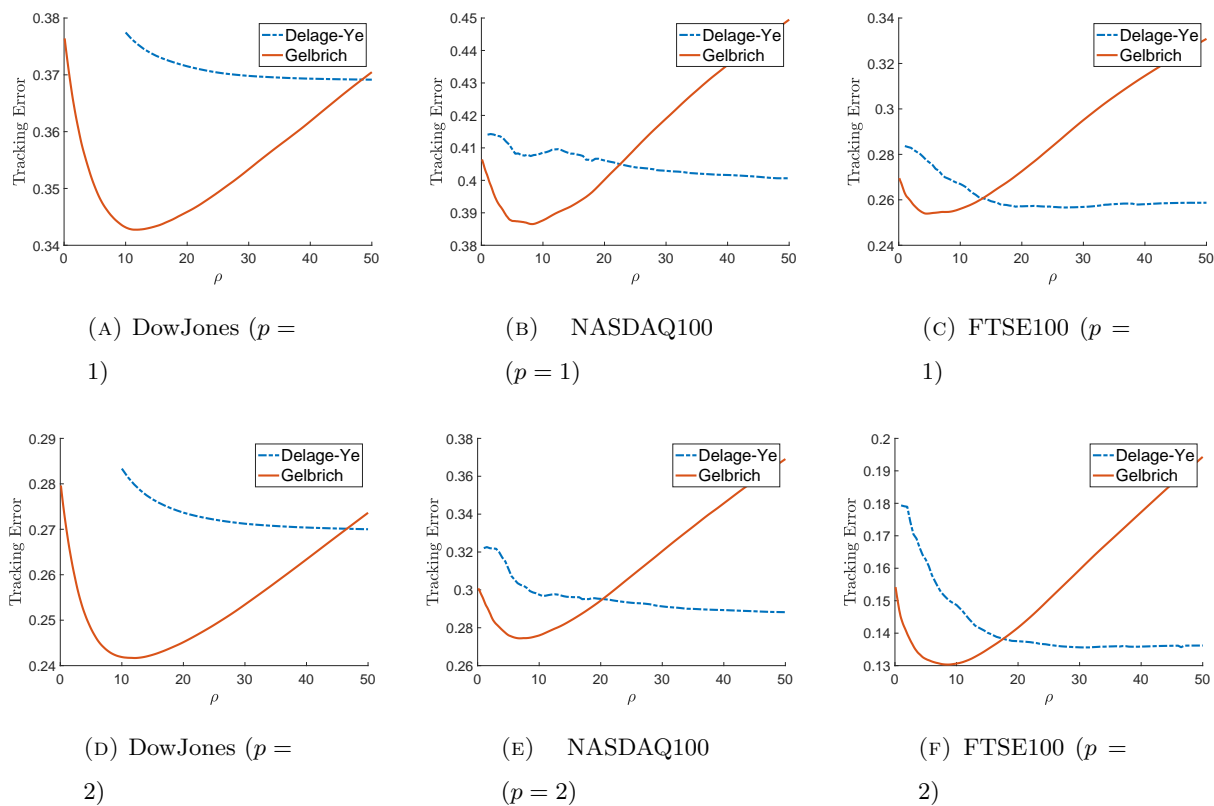 0.38
0.37
0.36
0.35
0.34
Tracking Error
0 10 20 30 40 50
ρ
Delage-Ye
Gelbrich
(A) DowJones (p =
1)
0.45
0.44
0.43
0.42
0.41
0.4
0.39
0.38
Tracking Error
0 10 20 30 40 50
ρ
Delage-Ye
Gelbrich
(B) NASDAQ100
(p = 1)
0.34
0.32
0.3
0.28
0.26
0.24
Tracking Error
0 10 20 30 40 50
ρ
Delage-Ye
Gelbrich
(C) FTSE100 (p =
1)
0.29
0.28
0.27
0.26
0.25
0.24
Tracking Error
0 10 20 30 40 50
ρ
Delage-Ye
Gelbrich
(D) DowJones (p =
2)
0.38
0.36
0.34
0.32
0.3
0.28
0.26
Tracking Error
0 10 20 30 40 50
ρ
Delage-Ye
Gelbrich
(E) NASDAQ100
(p = 2)
0.2
0.19
0.18
0.17
0.16
0.15
0.14
0.13
Tracking Error
0 10 20 30 40 50
ρ
Delage-Ye
Gelbrich
(F) FTSE100 (p =
2)